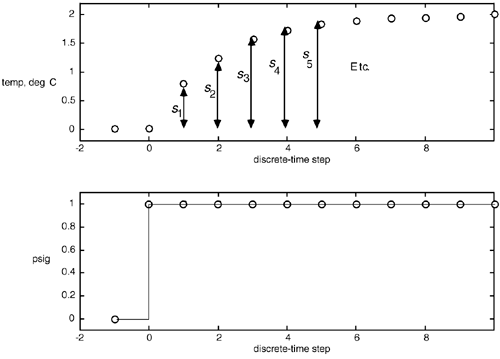 2
1.5
1
0.5
0
temp, deg C
s1
s2
s3
s4
s5
Etc.
-2 0 2 4 6 8
discrete-time step
1
0.8
0.6
0.4
0.2
0
psig
-2 0 2 4 6 8
discrete-time step